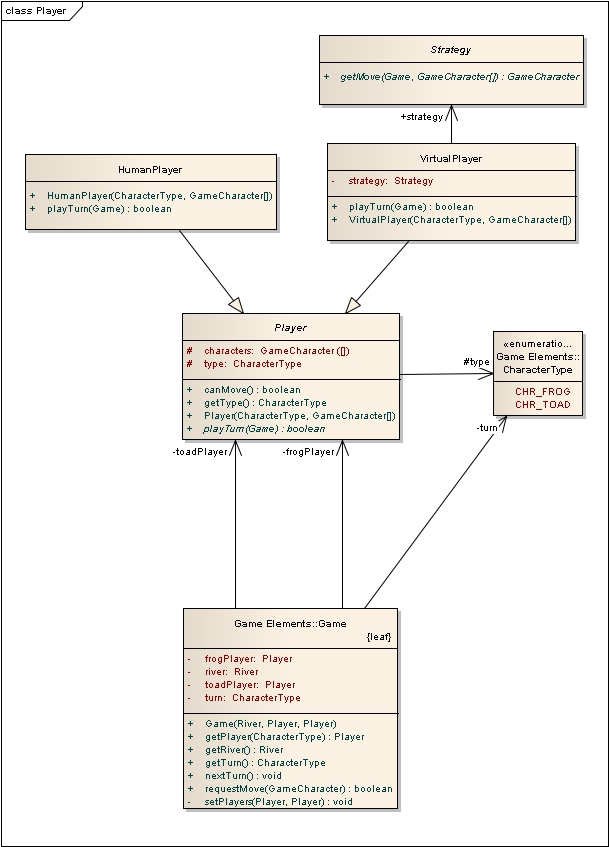 class Player
Strategy
+ getMove(Game, GameCharacter[]) : GameCharacter
+strategy
HumanPlayer
+ HumanPlayer(CharacterType, GameCharacter[])
+ playTurn(Game) : boolean
VirtualPlayer
- strategy: Strategy
+ playTurn(Game) : boolean
+ VirtualPlayer(CharacterType, GameCharacter[])
Player
# characters: GameCharacter ([])
# type: CharacterType
+ canMove() : boolean
+ getType() : CharacterType
+ Player(CharacterType, GameCharacter[])
+ playTurn(Game) : boolean
#type
«enumeratio...
Game Elements::
CharacterType
CHR_FROG
CHR_TOAD
-toadPlayer
-frogPlayer
-turn
Game Elements::Game
{leaf}
- frogPlayer: Player
- river: River
- toadPlayer: Player
- turn: CharacterType
+ Game(River, Player, Player)
+ getPlayer(CharacterType) : Player
+ getRiver() : River
+ getTurn() : CharacterType
+ nextTurn() : void
+ requestMove(GameCharacter) : boolean
- setPlayers(Player, Player) : void